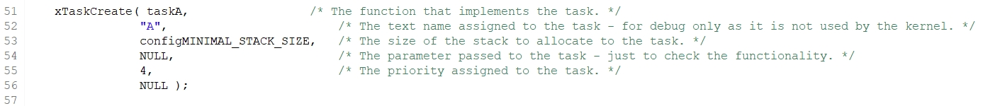 51 xTaskCreate( taskA, /* The function that implements the task. */
52 "A", /* The text name assigned to the task - for debug only as it is not used by the kernel. */
53 configMINIMAL_STACK_SIZE, /* The size of the stack to allocate to the task. */
54 NULL, /* The parameter passed to the task - just to check the functionality. */
55 4, /* The priority assigned to the task. */
56 NULL );
57